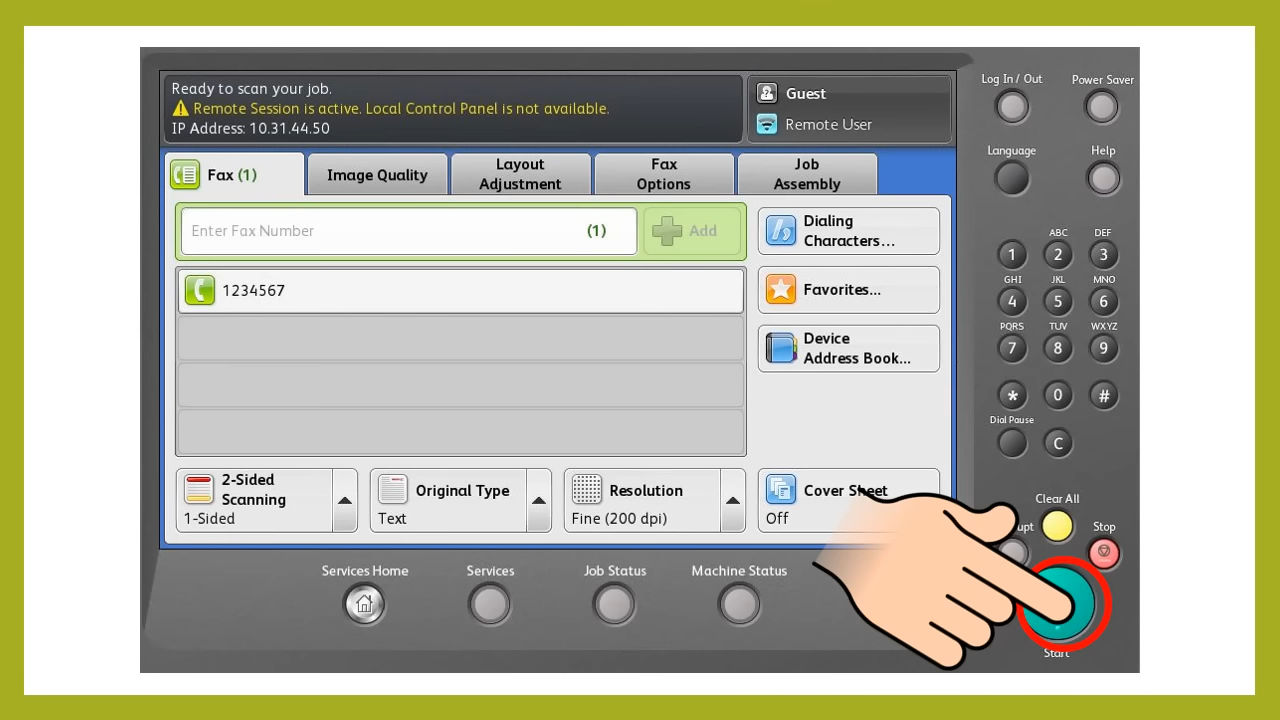 Ready to scan your job.
Remote Session is active. Local Control Panel is not available.
IP Address: 10.31.44.50
Guest
Remote User
Log In / Out
Power Saver
Language
Help
Fax (1)
Image Quality
Layout
Adjustment
Fax
Options
Job
Assembly
Enter Fax Number (1)
Add
Dialing
Characters...
1234567
Favorites...
Device
Address Book...
ABC DEF
1 2 3
GHI JKL MNO
4 5 6
PQRS TUV WXYZ
7 8 9
* 0 #
Dial Pause
C
2-Sided
Scanning
1-Sided
Original Type
Text
Resolution
Fine (200 dpi)
Cover Sheet
Off
Clear All
Stop
Services Home
Services
Job Status
Machine Status
Start